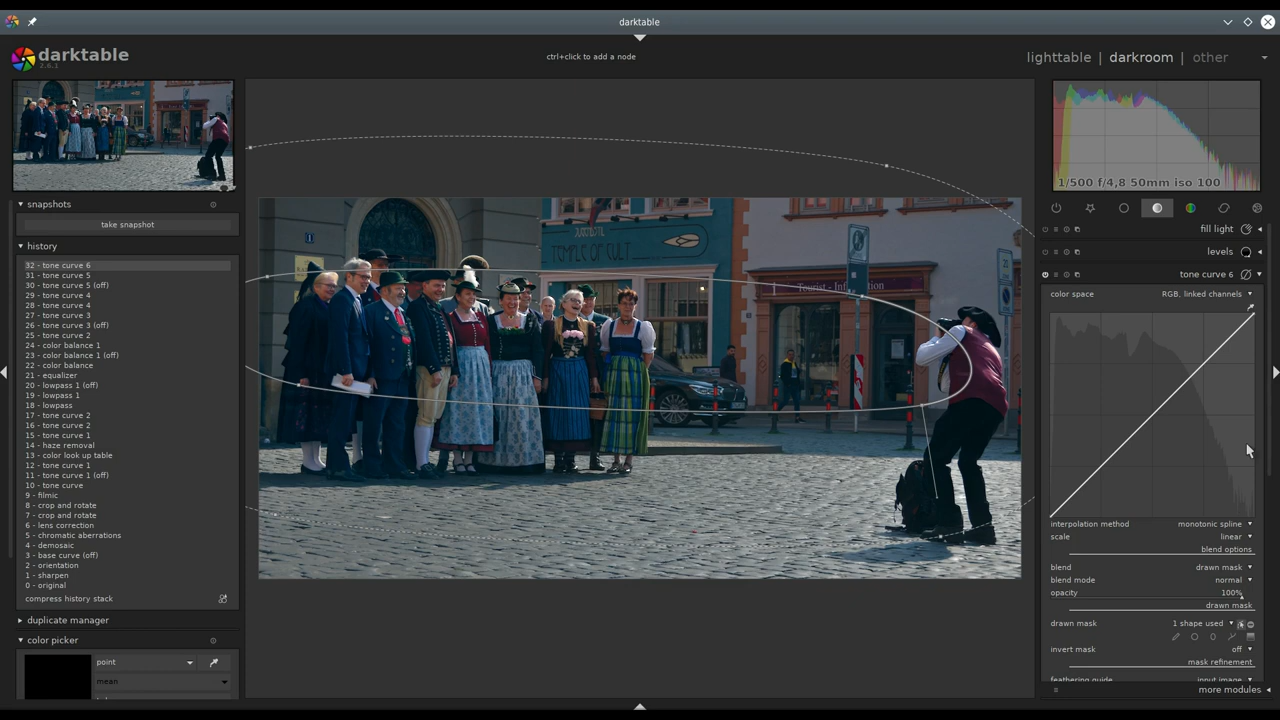 darktable
darktable
2.6.1
ctrl+click to add a node
lighttable | darkroom | other
1/500 f/4,8 50mm iso 100
snapshots
take snapshot
history
32 - tone curve 6
31 - tone curve 5
30 - tone curve 5 (off)
29 - tone curve 4
28 - tone curve 4
27 - tone curve 3
26 - tone curve 3 (off)
25 - tone curve 2
24 - color balance 1
23 - color balance 1 (off)
22 - color balance
21 - equalizer
20 - lowpass 1 (off)
19 - lowpass 1
18 - lowpass
17 - tone curve 2
16 - tone curve 2
15 - tone curve 1
14 - haze removal
13 - color look up table
12 - tone curve 1
11 - tone curve 1 (off)
10 - tone curve
9 - filmic
8 - crop and rotate
7 - crop and rotate
6 - lens correction
5 - chromatic aberrations
4 - demosaic
3 - base curve (off)
2 - orientation
1 - sharpen
0 - original
compress history stack
duplicate manager
color picker
point
mean
TEMPLE OF CULT
Tourist - Information
fill light
levels
tone curve 6
color space RGB, linked channels
interpolation method monotonic spline
scale linear
blend options
blend drawn mask
blend mode normal
opacity 100%
drawn mask
drawn mask 1 shape used
invert mask off
mask refinement
feathering guide input image
more modules